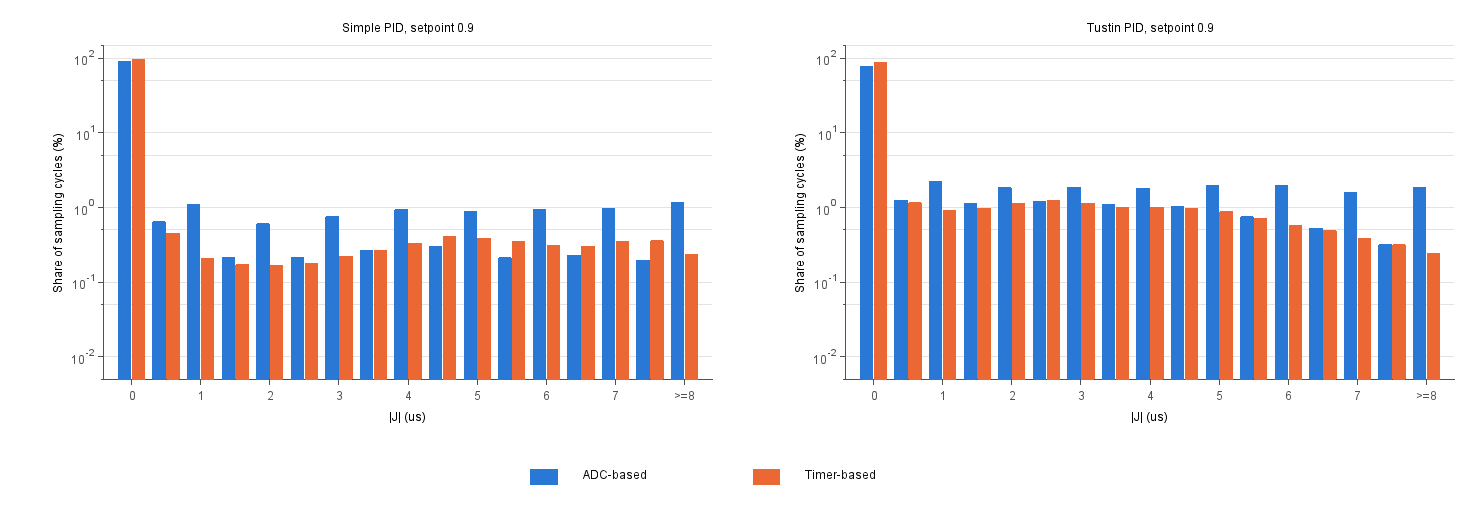 Simple PID, setpoint 0.9
Share of sampling cycles (%)
10^2
10^1
10^0
10^-1
10^-2
0 1 2 3 4 5 6 7 >=8
|J| (us)
Tustin PID, setpoint 0.9
Share of sampling cycles (%)
10^2
10^1
10^0
10^-1
10^-2
0 1 2 3 4 5 6 7 >=8
|J| (us)
ADC-based Timer-based